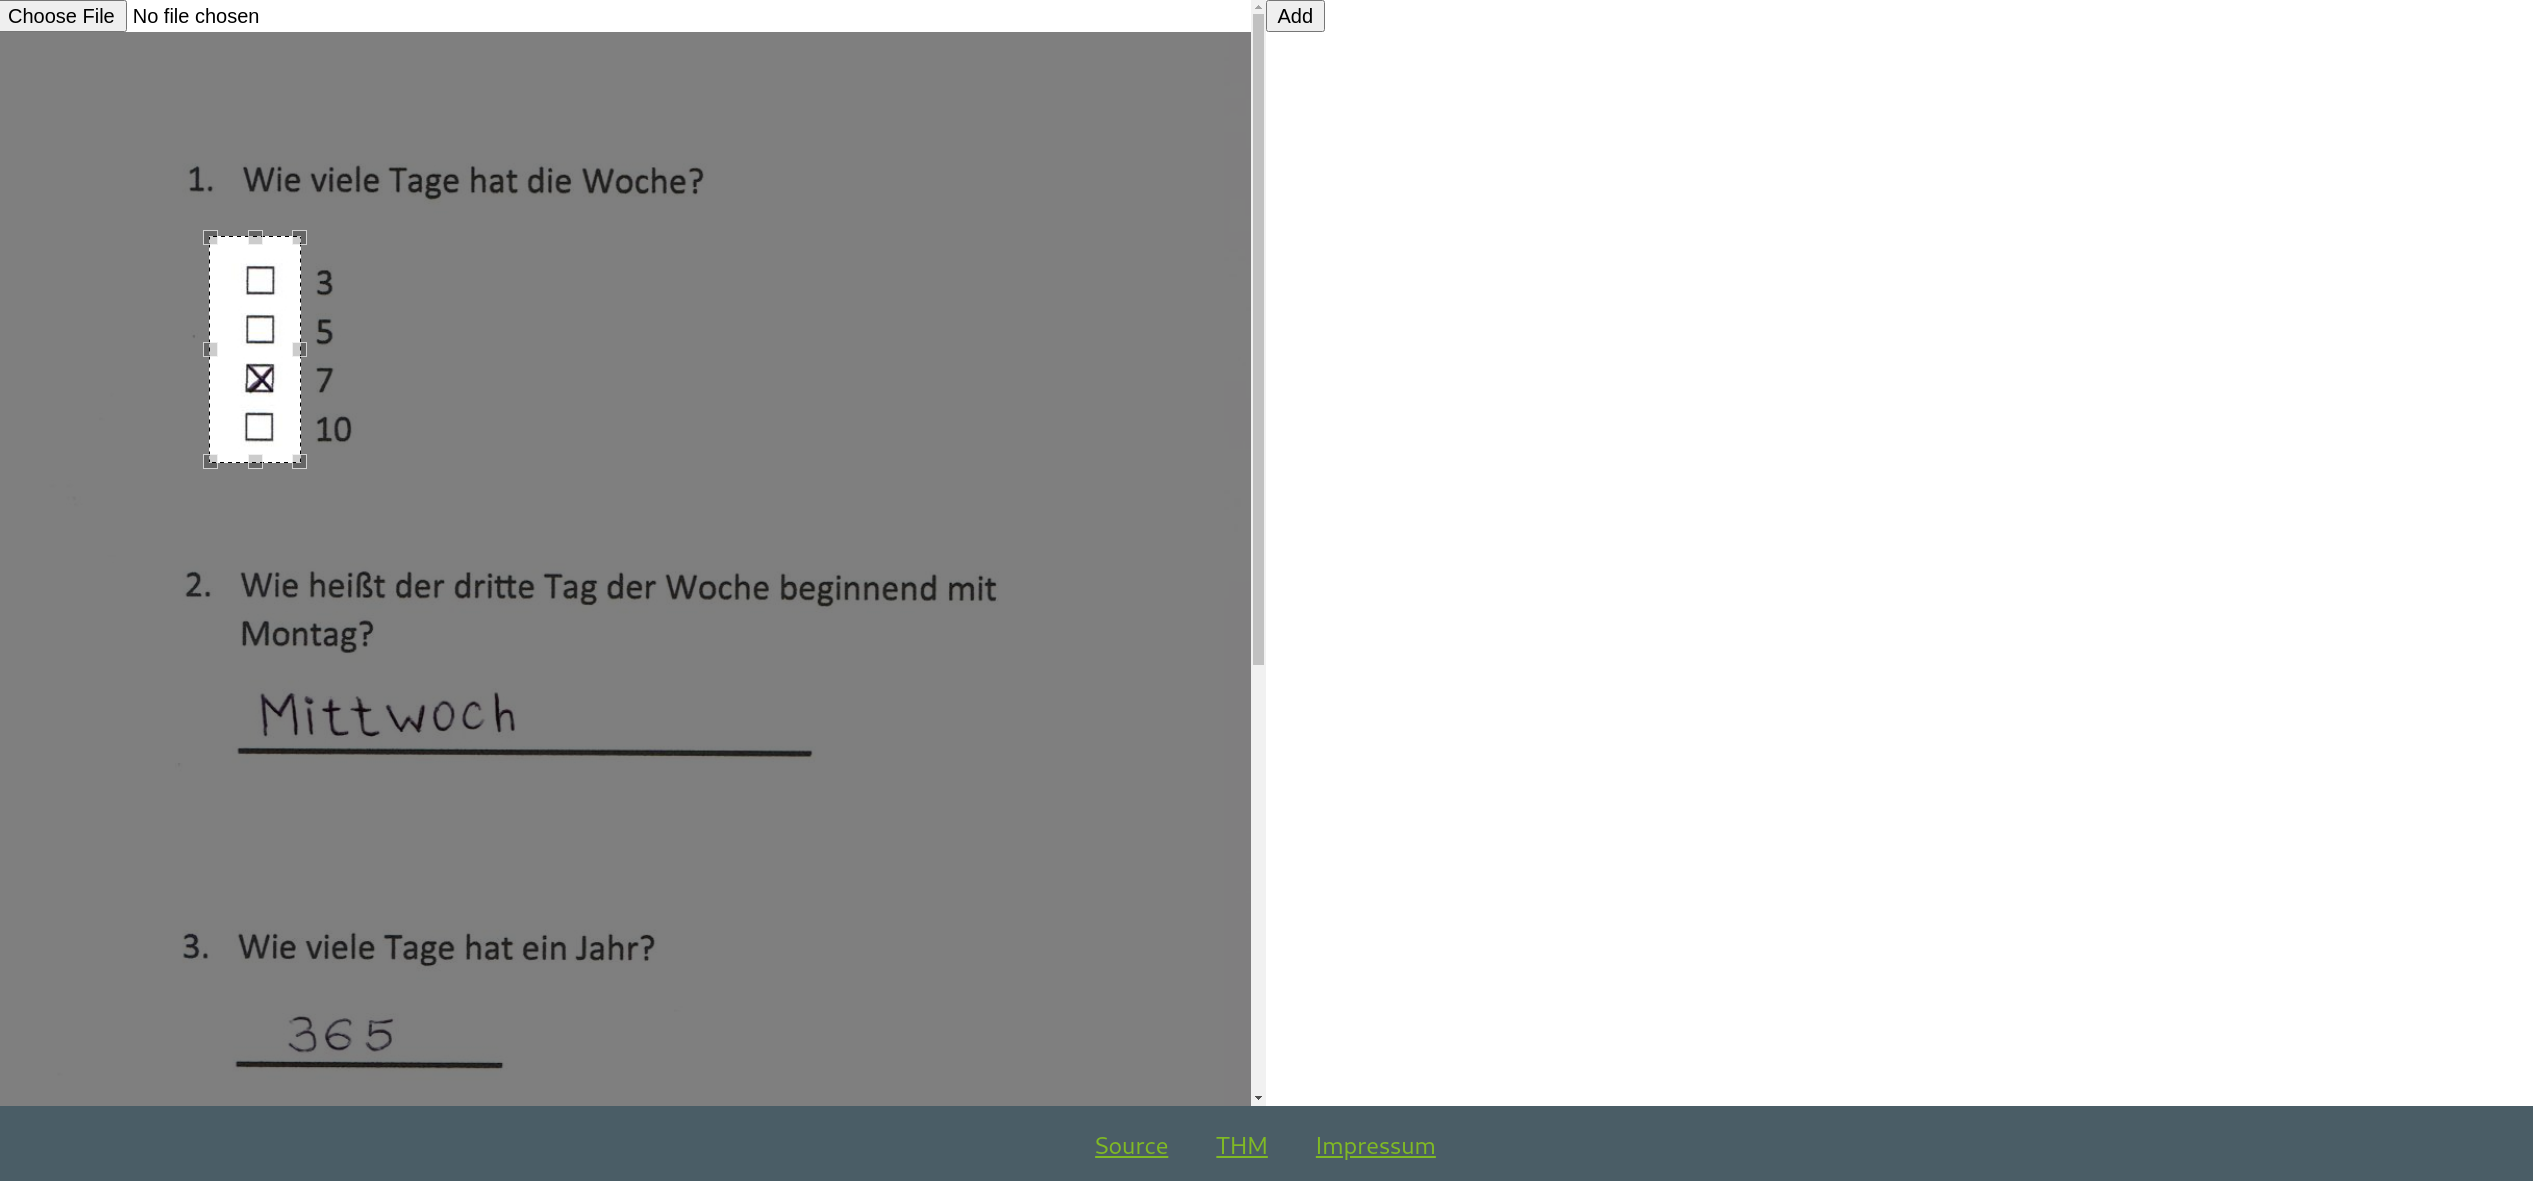 Choose File No file chosen
Add
1. Wie viele Tage hat die Woche?
3
5
7
10
2. Wie heißt der dritte Tag der Woche beginnend mit
Montag?
Mittwoch
3. Wie viele Tage hat ein Jahr?
365
Source THM Impressum